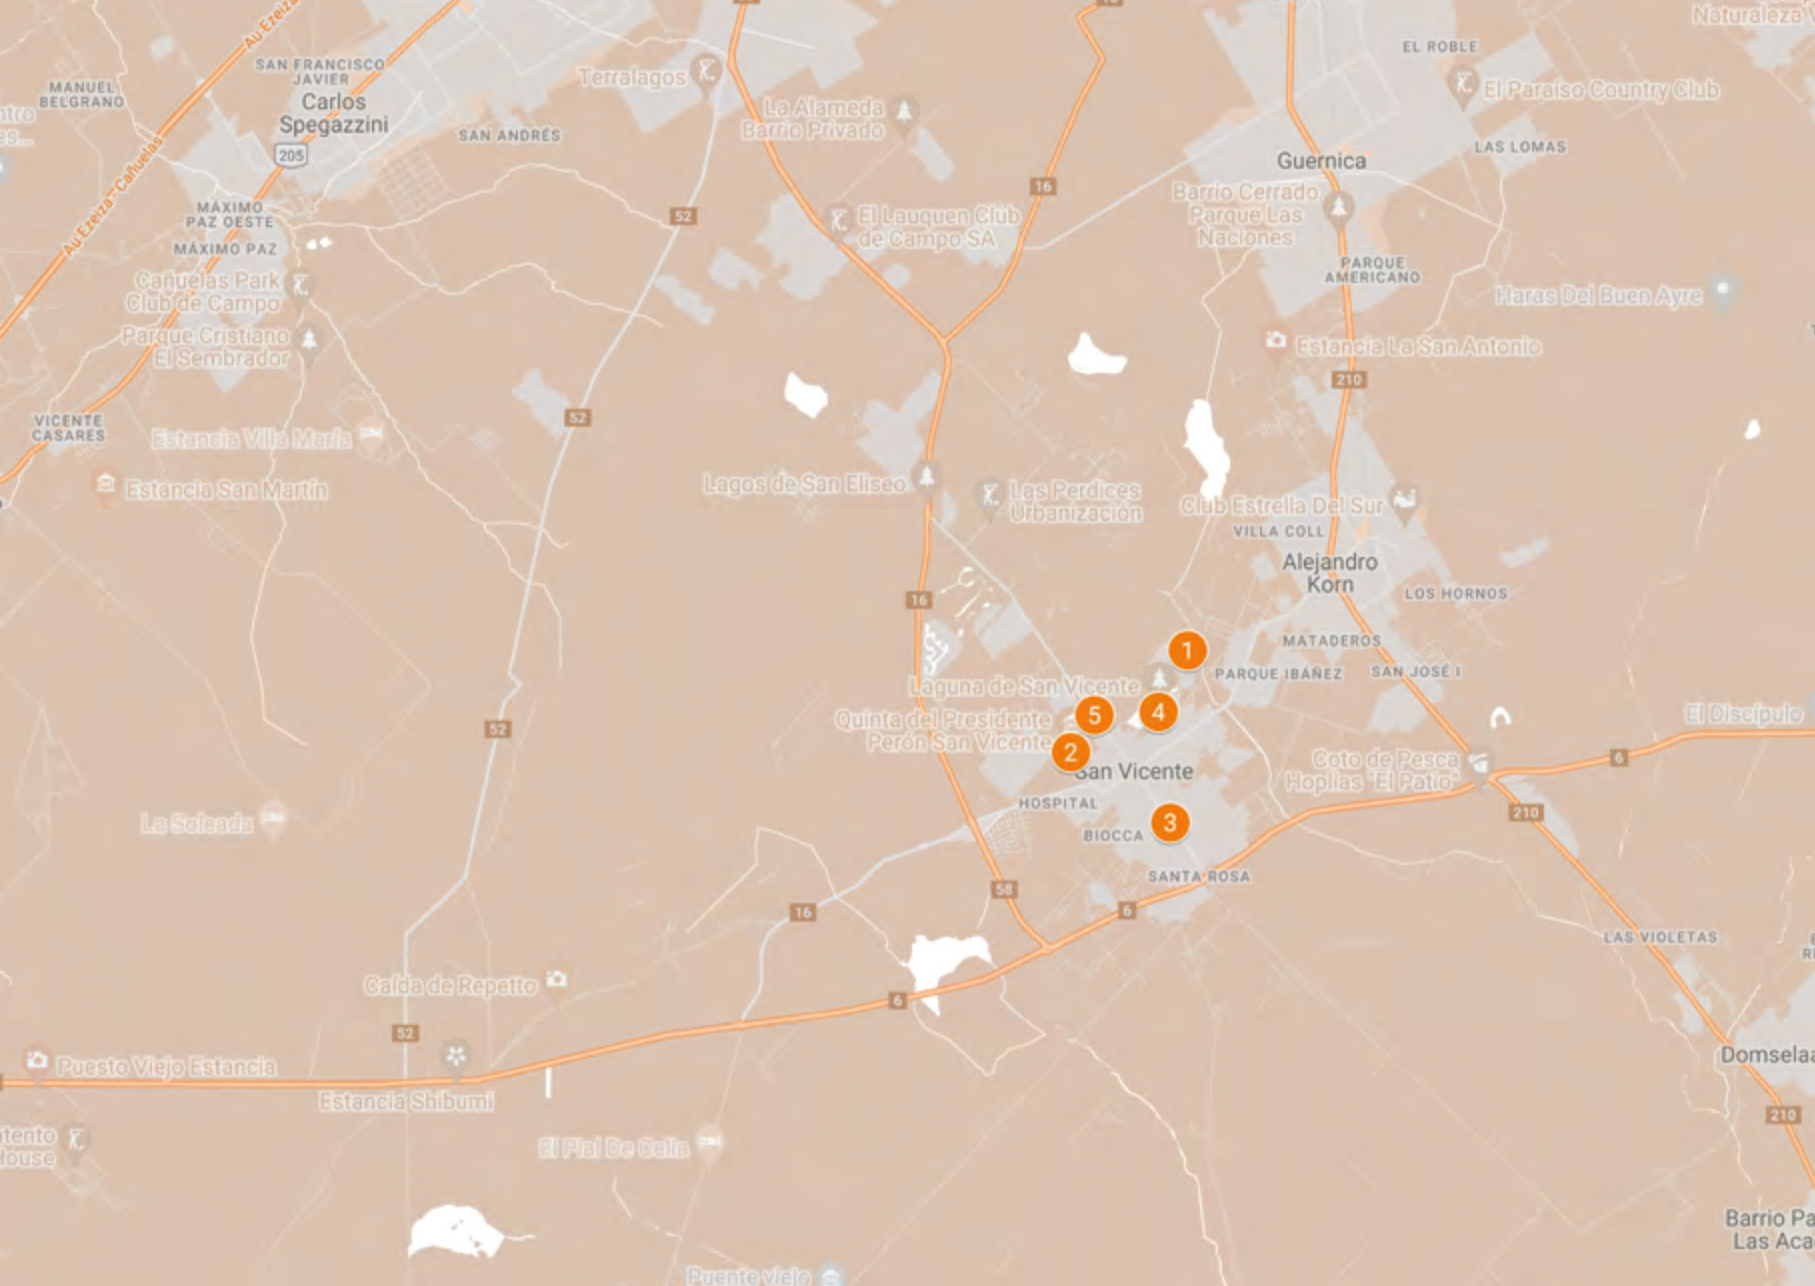 Au Ezeiza
Naturaleza
EL ROBLE
SAN FRANCISCO
JAVIER
Terralagos
MANUEL
BELGRANO
El Paraíso Country Club
Carlos
Spegazzini
La Alameda
Barrio Privado
SAN ANDRÉS
LAS LOMAS
205
Guernica
Au Ezeiza-Cañuelas
16
Barrio Cerrado
Parque Las
Naciones
MÁXIMO
PAZ OESTE
52
El Lauquen Club
de Campo SA
MÁXIMO PAZ
PARQUE
AMERICANO
Cañuelas Park
Club de Campo
Haras Del Buen Ayre
Parque Cristiano
El Sembrador
Estancia La San Antonio
210
52
VICENTE
CASARES
Estancia Villa María
Lagos de San Eliseo
Estancia San Martín
Las Perdices
Urbanización
Club Estrella Del Sur
VILLA COLL
Alejandro
Korn
LOS HORNOS
16
MATADEROS
1
PARQUE IBÁÑEZ
SAN JOSÉ I
Laguna de San Vicente
5
4
Quinta del Presidente
Perón San Vicente
El Discípulo
52
2
San Vicente
Coto de Pesca
Hoplias "El Patio"
6
HOSPITAL
210
La Soleada
3
BIOCCA
SANTA ROSA
58
16
6
LAS VIOLETAS
Caída de Repetto
6
52
Puesto Viejo Estancia
Domselaa
Estancia Shibumi
210
El Pial De Cella
Barrio Pa
Las Aca
Puente viejo